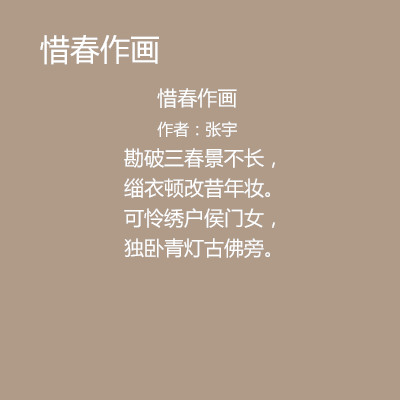 惜春作画
惜春作画
作者：张宇
勘破三春景不长，
缁衣顿改昔年妆。
可怜绣户侯门女，
独卧青灯古佛旁。